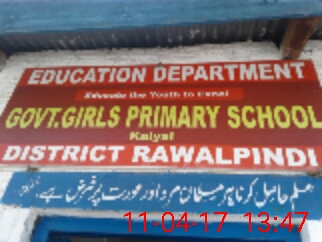 EDUCATION DEPARTMENT
Educate the Youth to Excel
GOVT.GIRLS PRIMARY SCHOOL
Kalyal
DISTRICT RAWALPINDI
علم حاصل کرنا ہر مسلمان مرد اور عورت پر فرض ہے
11-04-17 13:47